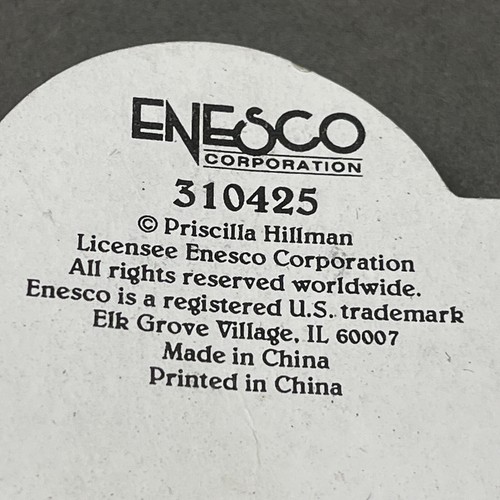 ENESCO
CORPORATION
310425
© Priscilla Hillman
Licensee Enesco Corporation
All rights reserved worldwide.
Enesco is a registered U.S. trademark
Elk Grove Village, IL 60007
Made in China
Printed in China